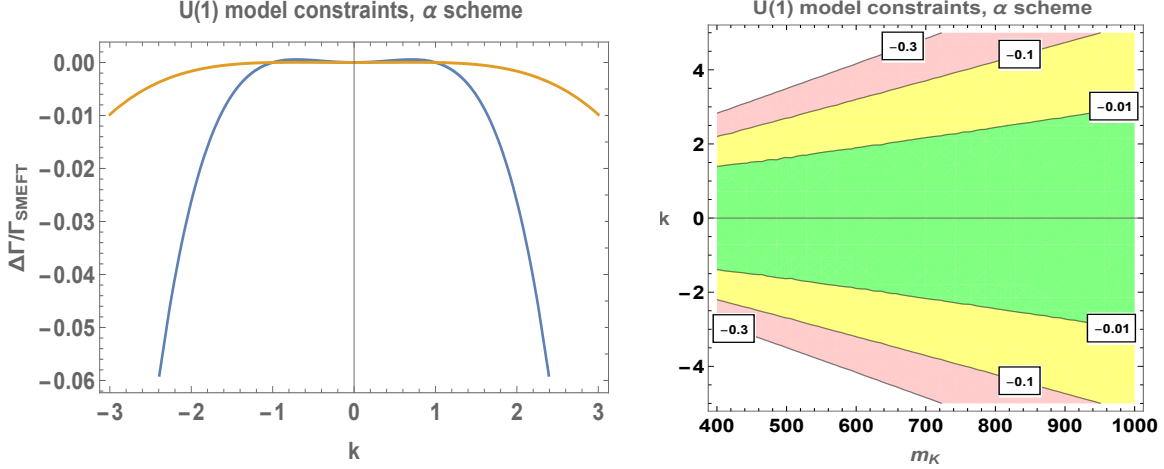 U(1) model constraints, α scheme
0.00
−0.01
−0.02
−0.03
−0.04
−0.05
−0.06
ΔΓ/Γ_SMEFT
−3 −2 −1 0 1 2 3
k
U(1) model constraints, α scheme
4
2
0
−2
−4
k
−0.3
−0.1
−0.01
−0.01
−0.3
−0.1
400 500 600 700 800 900 1000
m_K